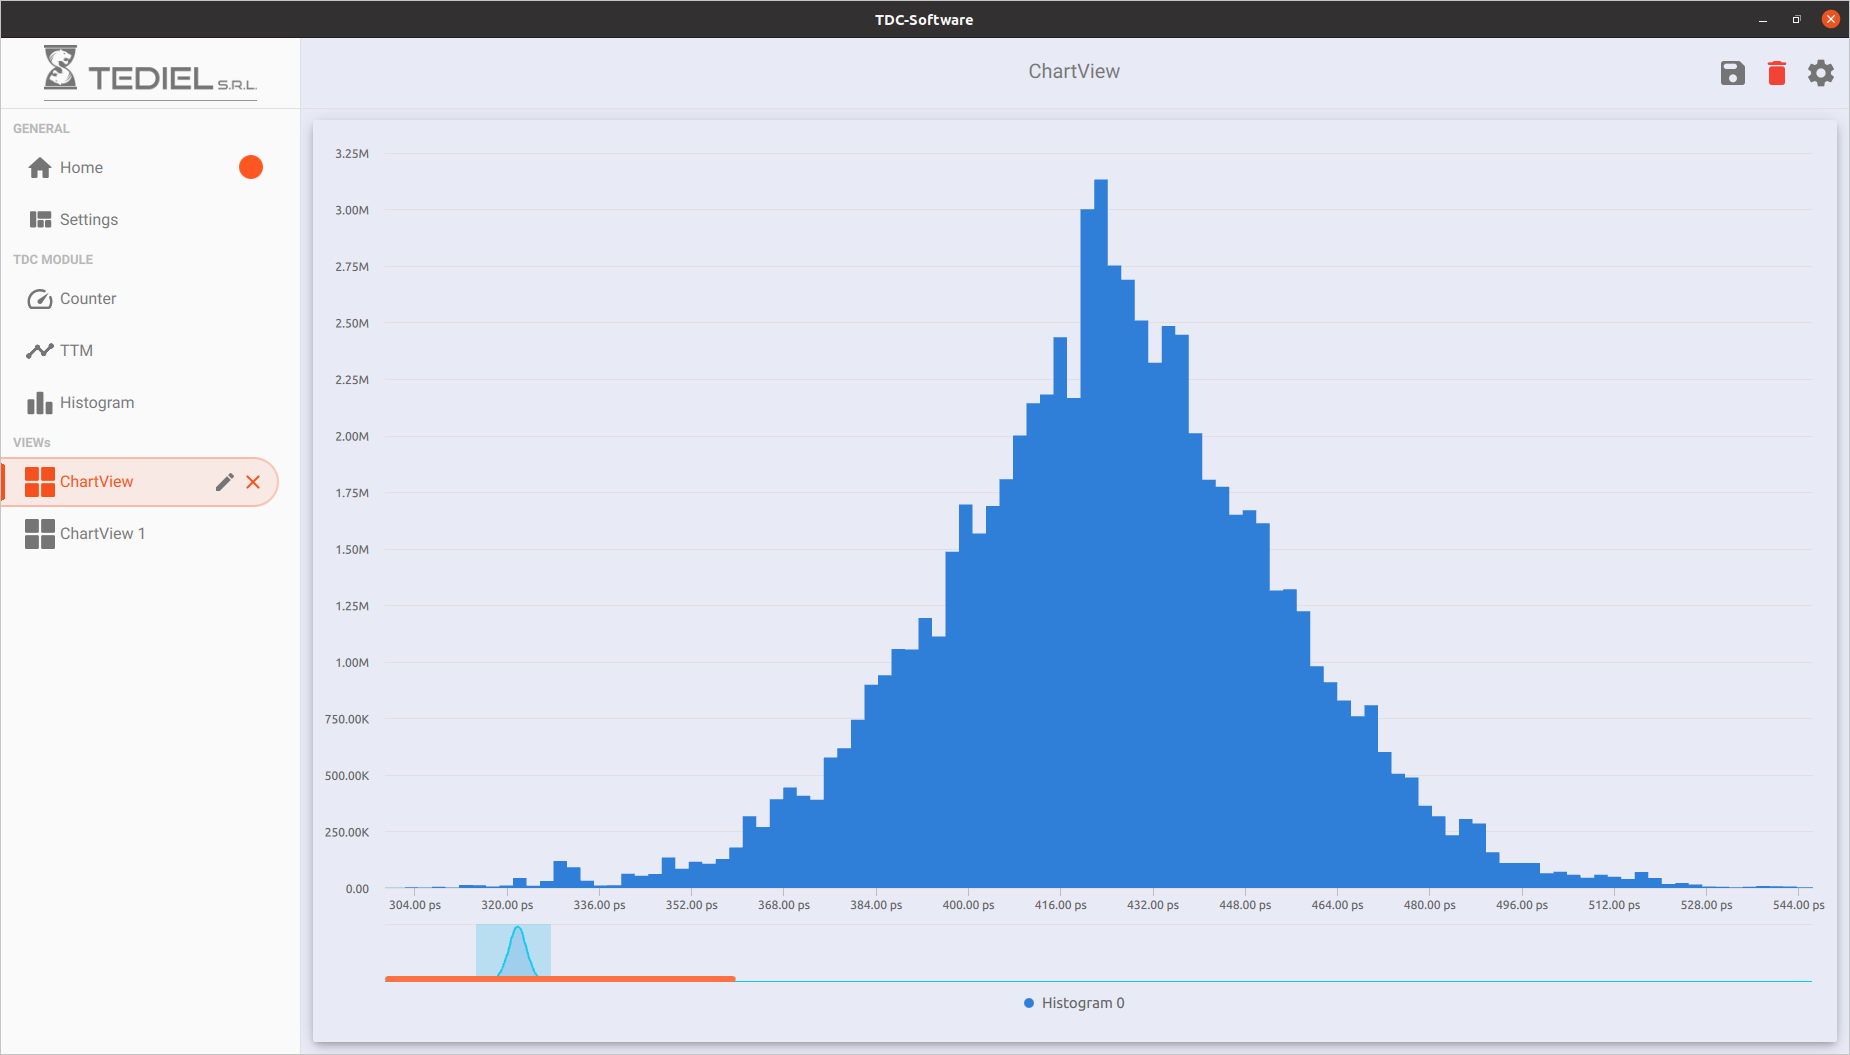 TDC-Software
TEDIEL S.R.L.
ChartView
GENERAL
Home
Settings
TDC MODULE
Counter
TTM
Histogram
VIEWs
ChartView
ChartView 1
3.25M
3.00M
2.75M
2.50M
2.25M
2.00M
1.75M
1.50M
1.25M
1.00M
750.00K
500.00K
250.00K
0.00
304.00 ps 320.00 ps 336.00 ps 352.00 ps 368.00 ps 384.00 ps 400.00 ps 416.00 ps 432.00 ps 448.00 ps 464.00 ps 480.00 ps 496.00 ps 512.00 ps 528.00 ps 544.00 ps
Histogram 0